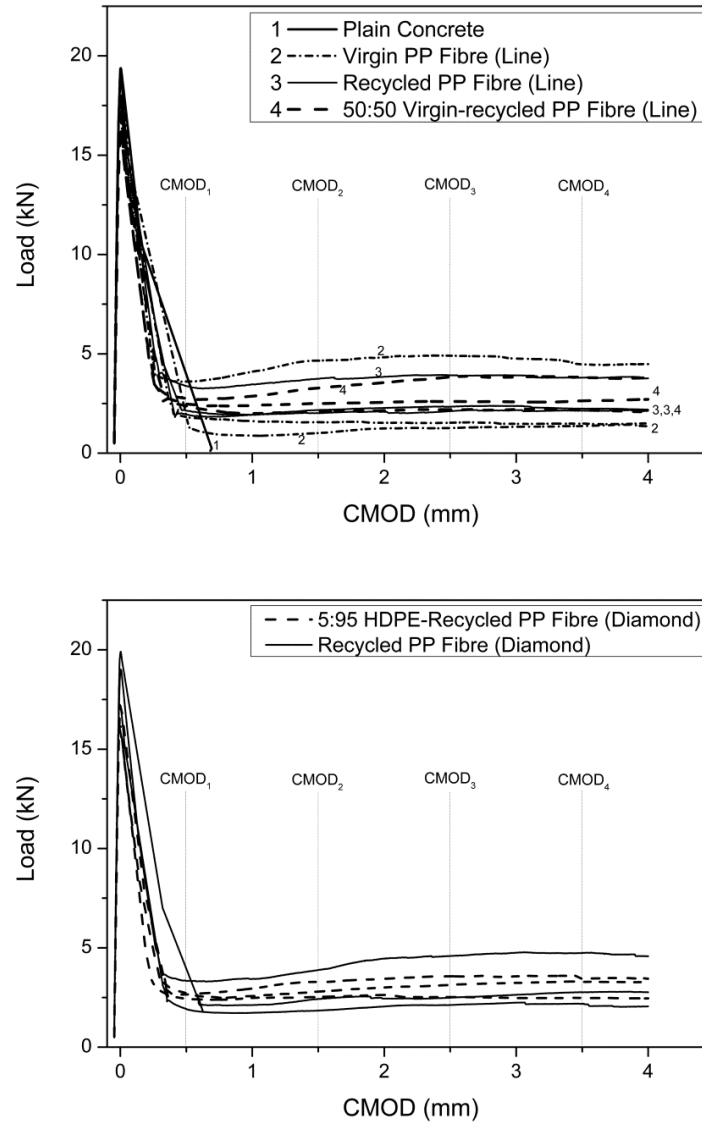 1 Plain Concrete
2 Virgin PP Fibre (Line)
3 Recycled PP Fibre (Line)
4 50:50 Virgin-recycled PP Fibre (Line)
CMOD1 CMOD2 CMOD3 CMOD4
Load (kN)
20
15
10
5
0
2
3
4
4
3,3,4
2
2
1
0 1 2 3 4
CMOD (mm)
5:95 HDPE-Recycled PP Fibre (Diamond)
Recycled PP Fibre (Diamond)
CMOD1 CMOD2 CMOD3 CMOD4
Load (kN)
20
15
10
5
0
0 1 2 3 4
CMOD (mm)